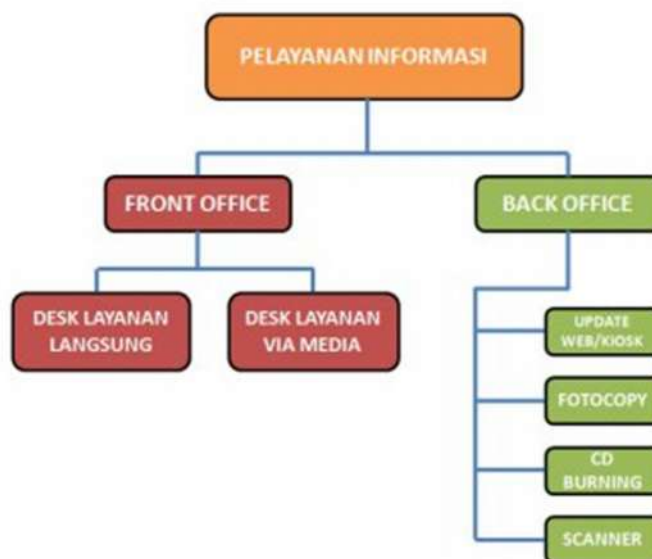 PELAYANAN INFORMASI
FRONT OFFICE
BACK OFFICE
DESK LAYANAN
LANGSUNG
DESK LAYANAN
VIA MEDIA
UPDATE
WEB/KIOSK
FOTOCOPY
CD
BURNING
SCANNER